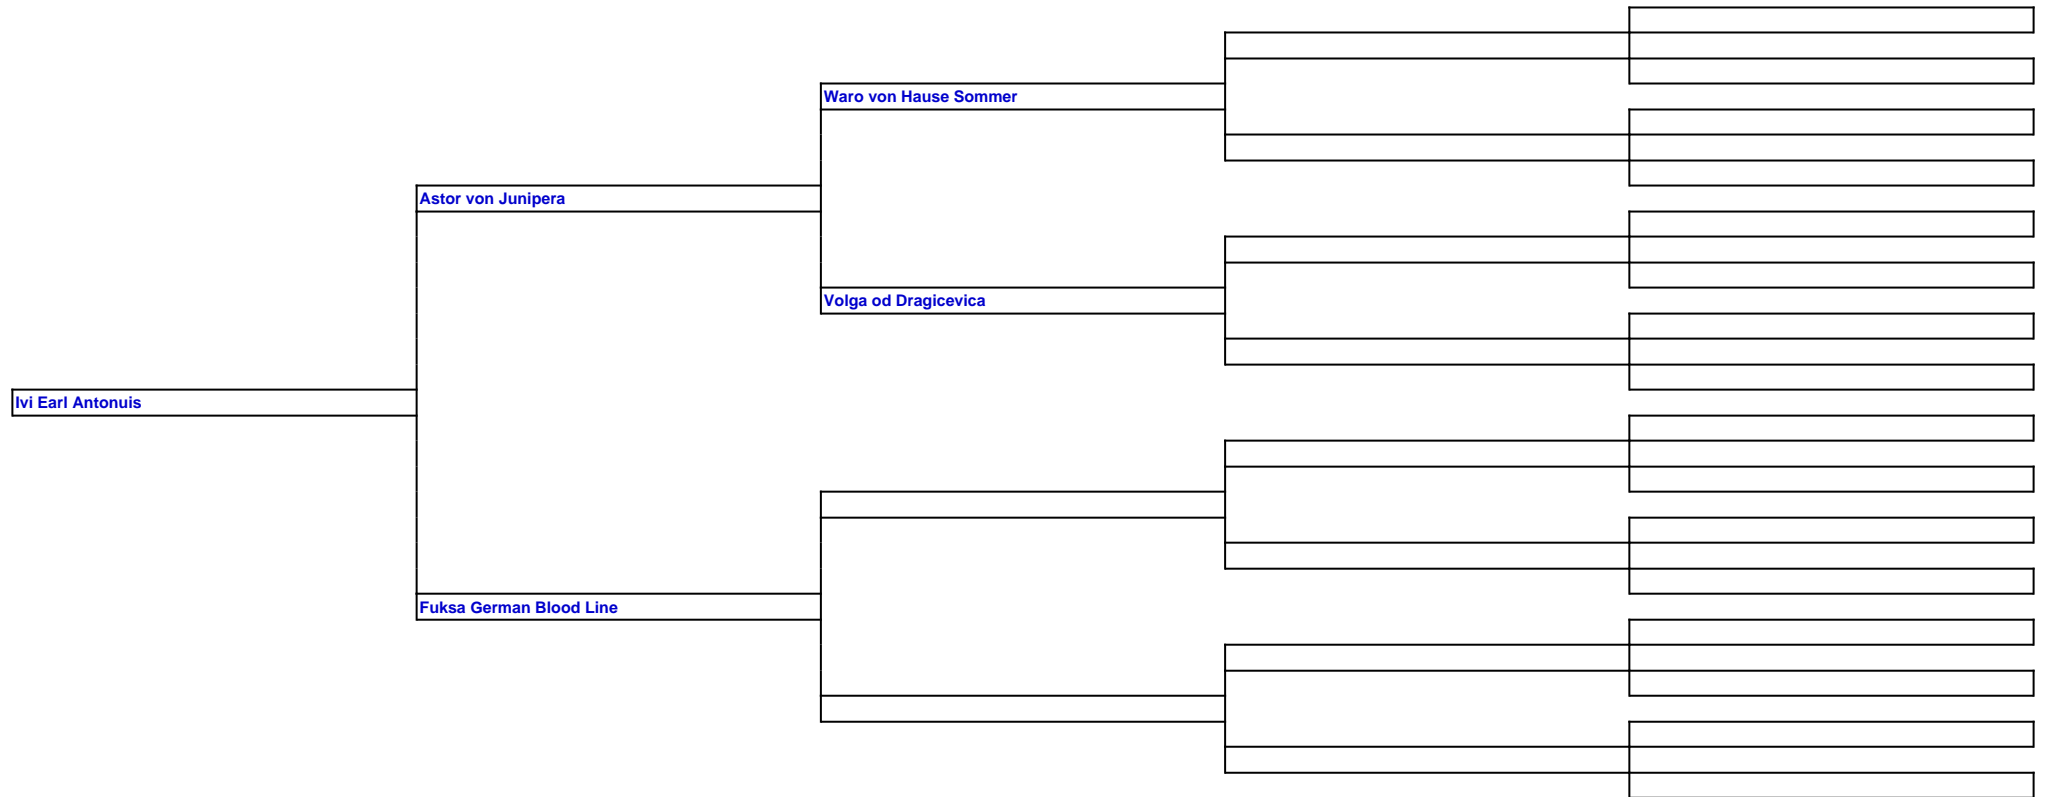 Waro von Hause Sommer
Astor von Junipera
Volga od Dragicevica
Ivi Earl Antonuis
Fuksa German Blood Line